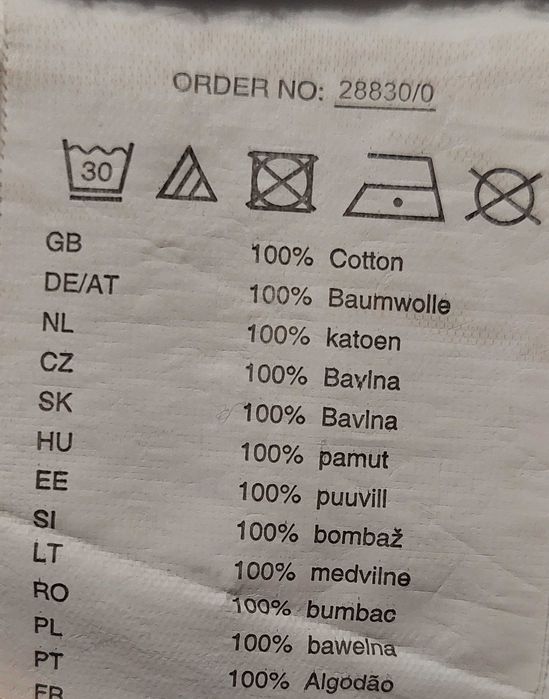 ORDER NO: 28830/0
30
GB 100% Cotton
DE/AT 100% Baumwolle
NL 100% katoen
CZ 100% Bavlna
SK 100% Bavlna
HU 100% pamut
EE 100% puuvill
SI 100% bombaž
LT 100% medvilne
RO 100% bumbac
PL 100% bawelna
PT 100% Algodão
FR